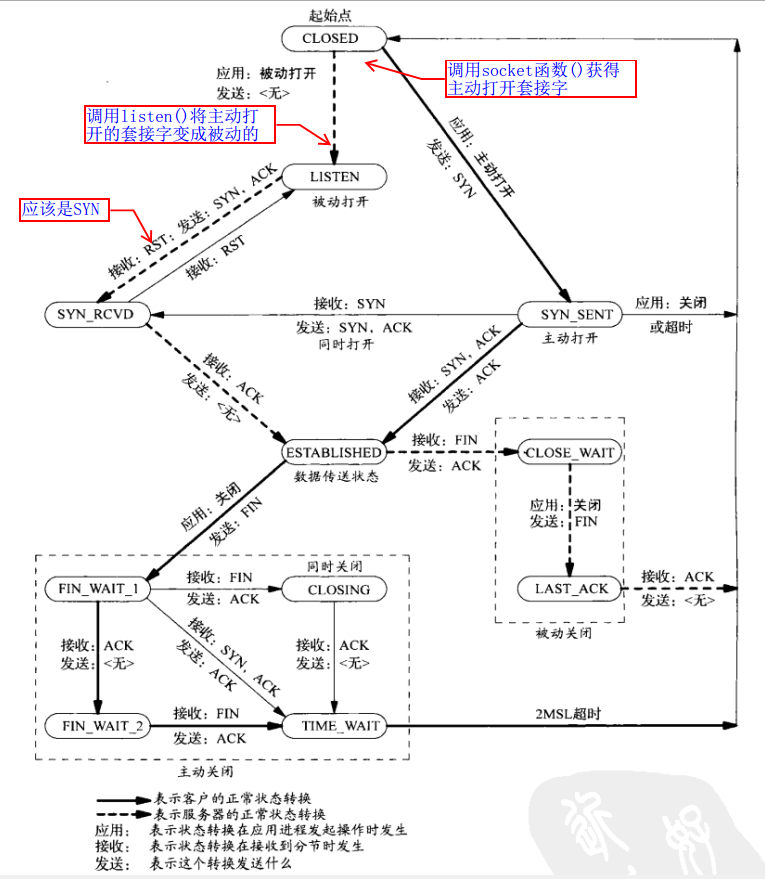 起始点
CLOSED
调用socket函数()获得
主动打开套接字
应用：被动打开
发送：<无>
调用listen()将主动打
开的套接字变成被动的
应用：主动打开
发送：SYN
LISTEN
被动打开
应该是SYN
接收：RST；发送：SYN，ACK
接收：RST
SYN_RCVD
接收：SYN
发送：SYN，ACK
同时打开
SYN_SENT
主动打开
应用：关闭
或超时
接收：ACK
发送：<无>
接收：SYN，ACK
发送：ACK
ESTABLISHED
数据传送状态
接收：FIN
发送：ACK
CLOSE_WAIT
应用：关闭
发送：FIN
应用：关闭
发送：FIN
LAST_ACK
接收：ACK
发送：<无>
被动关闭
同时关闭
FIN_WAIT_1
接收：FIN
发送：ACK
CLOSING
接收：ACK
发送：<无>
接收：SYN，ACK
发送：ACK
接收：ACK
发送：<无>
FIN_WAIT_2
接收：FIN
发送：ACK
TIME_WAIT
2MSL超时
主动关闭
表示客户的正常状态转换
表示服务器的正常状态转换
应用： 表示状态转换在应用进程发起操作时发生
接收： 表示状态转换在接收到分节时发生
发送： 表示这个转换发送什么